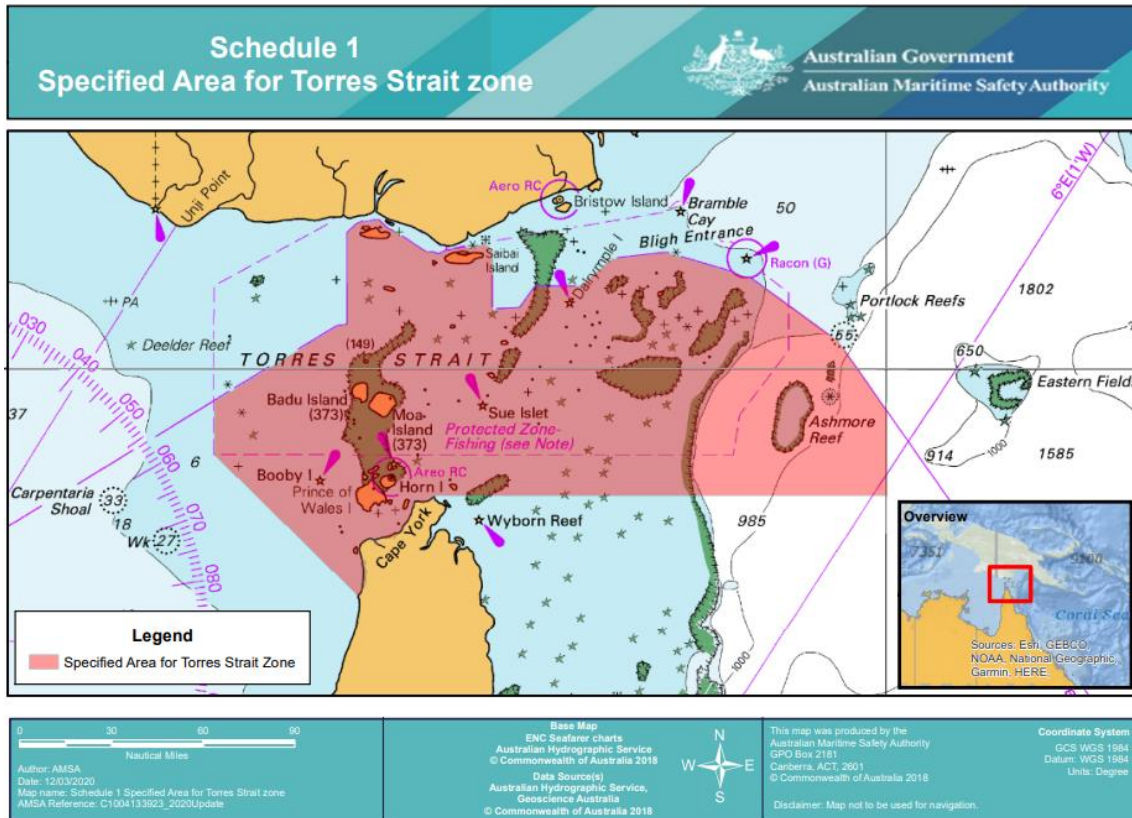 Schedule 1
Specified Area for Torres Strait zone
Australian Government
Australian Maritime Safety Authority
Unji Point
Aero RC
Bristow Island
Bramble
Cay
50
6°E(1'W)
Bligh Entrance
Racon (G)
Saibai
Island
Dalrymple I
PA
Portlock Reefs
1802
030
Deelder Reef
(149)
66
TORRES STRAIT
650
040
Eastern Fields
37
050
Badu Island
(373)
Moa
Island
(373)
Sue Islet
Protected Zone-
Fishing (see Note)
Ashmore
Reef
1000
914
1585
060
6
Booby I
Areo RC
Horn I
Prince of
Wales I
Carpentaria
Shoal
33
18
070
Wk
27
Cape York
Wyborn Reef
985
080
1000
Overview
7351
9100
Coral Sea
Sources: Esri, GEBCO,
NOAA, National Geographic,
Garmin, HERE,
Legend
Specified Area for Torres Strait Zone
0 30 60 90
Nautical Miles
Author: AMSA
Date: 12/03/2020
Map name: Schedule 1 Specified Area for Torres Strait zone
AMSA Reference: C1004133923_2020Update
Base Map
ENC Seafarer charts
Australian Hydrographic Service
© Commonwealth of Australia 2018
Data Source(s)
Australian Hydrographic Service,
Geoscience Australia
© Commonwealth of Australia 2018
N
W E
S
This map was produced by the
Australian Maritime Safety Authority
GPO Box 2181
Canberra, ACT, 2601
© Commonwealth of Australia 2018
Disclaimer: Map not to be used for navigation.
Coordinate System
GCS WGS 1984
Datum: WGS 1984
Units: Degree